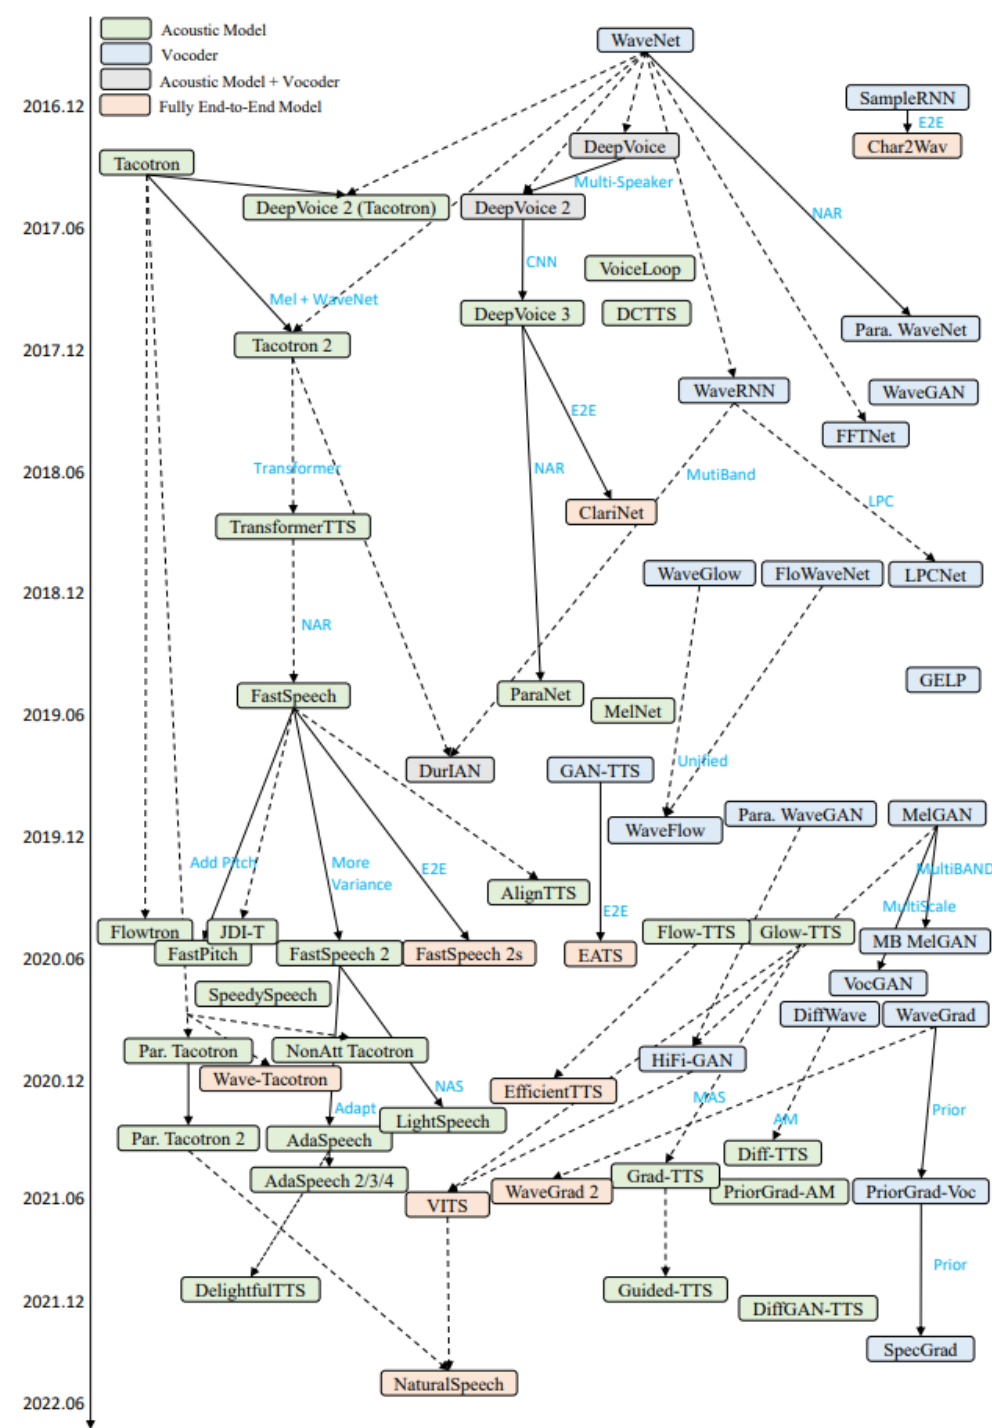 Acoustic Model
Vocoder
Acoustic Model + Vocoder
Fully End-to-End Model
WaveNet
2016.12
SampleRNN
E2E
Char2Wav
DeepVoice
Tacotron
Multi-Speaker
DeepVoice 2 (Tacotron)
DeepVoice 2
NAR
2017.06
CNN
VoiceLoop
Mel + WaveNet
DeepVoice 3
DCTTS
Para. WaveNet
Tacotron 2
2017.12
WaveRNN
WaveGAN
E2E
FFTNet
2018.06
Transformer
NAR
MutiBand
LPC
ClariNet
TransformerTTS
WaveGlow
FloWaveNet
LPCNet
2018.12
NAR
GELP
FastSpeech
ParaNet
MelNet
2019.06
DurIAN
GAN-TTS
Unified
Para. WaveGAN
MelGAN
WaveFlow
2019.12
Add Pitch
More
Variance
E2E
MultiBAND
AlignTTS
E2E
MultiScale
Flowtron
JDI-T
Flow-TTS
Glow-TTS
MB MelGAN
FastPitch
FastSpeech 2
FastSpeech 2s
EATS
2020.06
VocGAN
SpeedySpeech
DiffWave
WaveGrad
Par. Tacotron
NonAtt Tacotron
HiFi-GAN
2020.12
Wave-Tacotron
NAS
EfficientTTS
MAS
Adapt
LightSpeech
AM
Prior
Par. Tacotron 2
AdaSpeech
Diff-TTS
AdaSpeech 2/3/4
Grad-TTS
2021.06
VITS
WaveGrad 2
PriorGrad-AM
PriorGrad-Voc
Prior
DelightfulTTS
Guided-TTS
2021.12
DiffGAN-TTS
SpecGrad
NaturalSpeech
2022.06